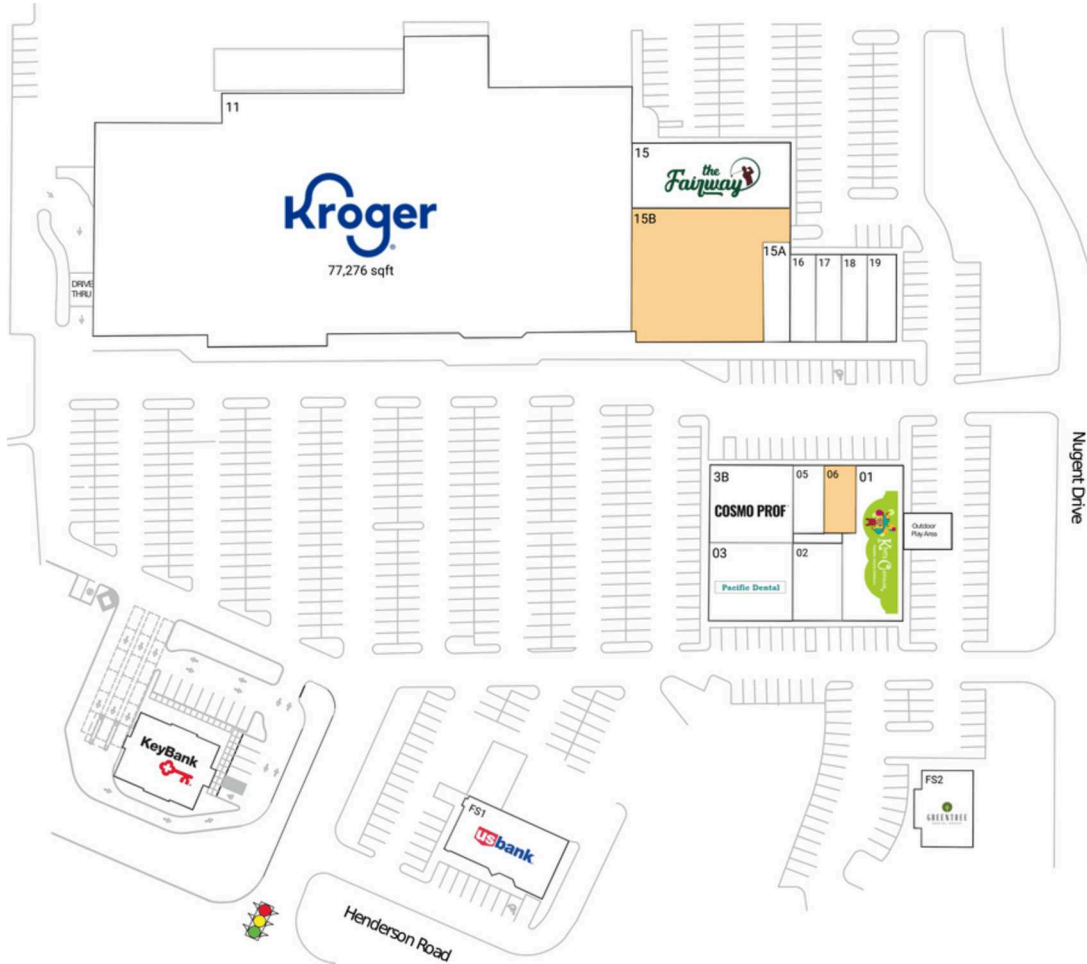 11
Kroger
77,276 sqft
DRIVE
THRU
15
the
Fairway
15B
15A
16
17
18
19
Nugent Drive
3B
COSMO PROF
05
06
01
Outdoor
Play Area
03
Pacific Dental
02
KeyBank
FS1
usbank
FS2
GREENTREE
Henderson Road